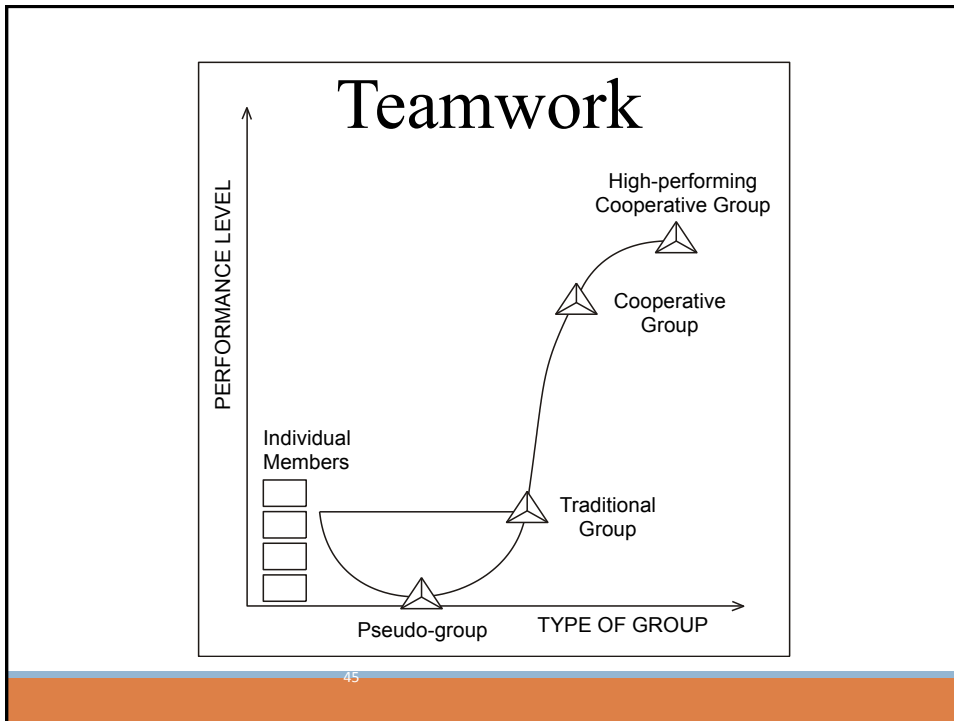 Teamwork
PERFORMANCE LEVEL
High-performing
Cooperative Group
Cooperative
Group
Individual
Members
Traditional
Group
Pseudo-group
TYPE OF GROUP
45